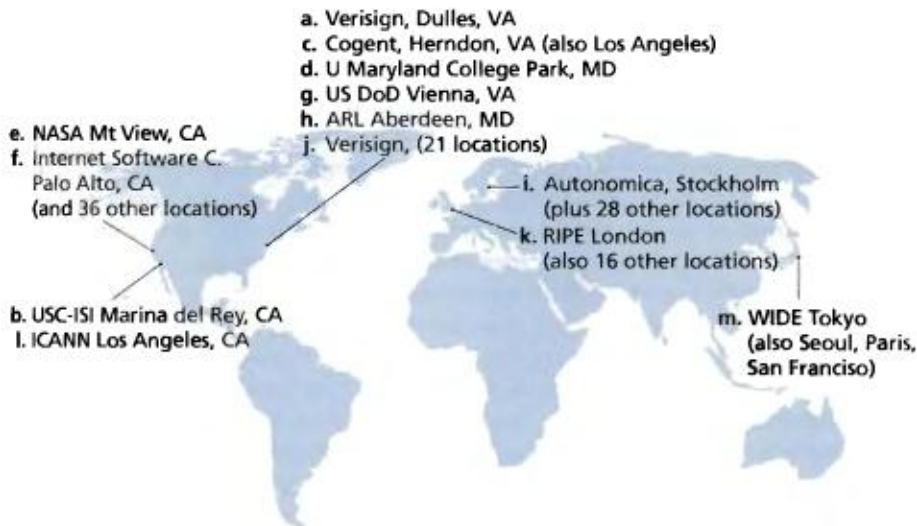 a. Verisign, Dulles, VA
c. Cogent, Herndon, VA (also Los Angeles)
d. U Maryland College Park, MD
g. US DoD Vienna, VA
h. ARL Aberdeen, MD
j. Verisign, (21 locations)
e. NASA Mt View, CA
f. Internet Software C.
Palo Alto, CA
(and 36 other locations)
i. Autonomica, Stockholm
(plus 28 other locations)
k. RIPE London
(also 16 other locations)
b. USC-ISI Marina del Rey, CA
l. ICANN Los Angeles, CA
m. WIDE Tokyo
(also Seoul, Paris,
San Franciso)